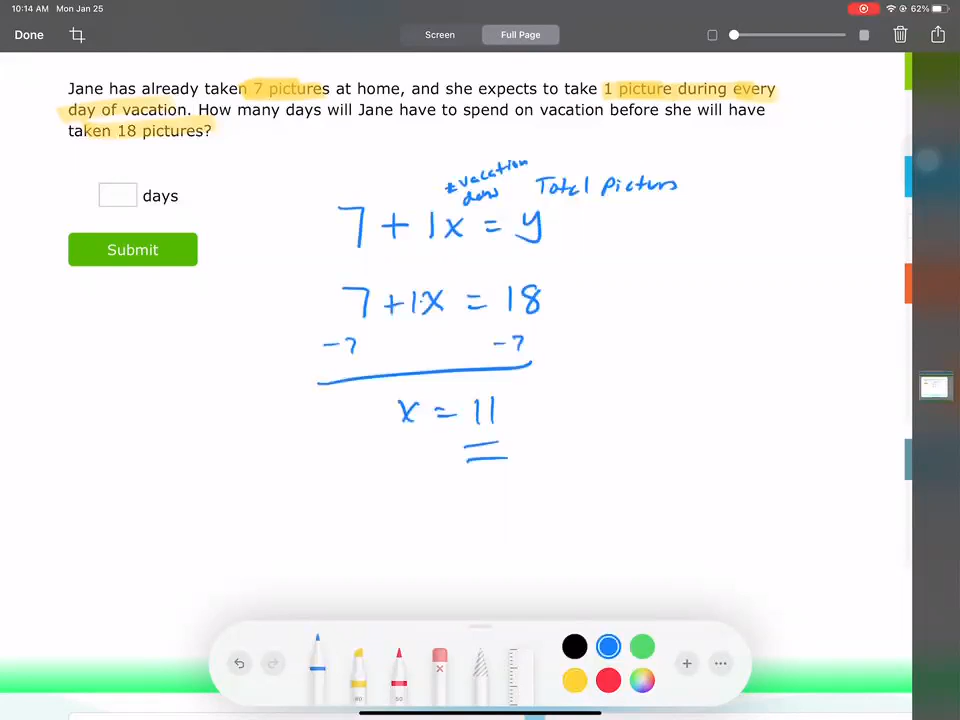 10:14 AM Mon Jan 25
62%
Done
Screen
Full Page
Jane has already taken 7 pictures at home, and she expects to take 1 picture during every
day of vacation. How many days will Jane have to spend on vacation before she will have
taken 18 pictures?
days
Submit
#vacation
days
Total Pictures
7 + 1x = y
7 + 1x = 18
-7 -7
x = 11
80
50